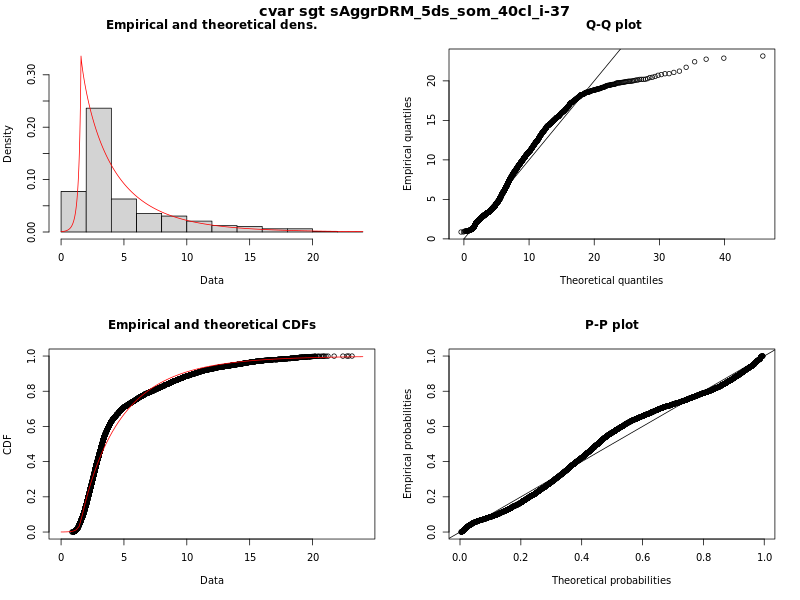 cvar sgt sAggrDRM_5ds_som_40cl_i-37
Empirical and theoretical dens.
Density
0.00 0.10 0.20 0.30
0 5 10 15 20
Data
Q-Q plot
Empirical quantiles
0 5 10 15 20
0 10 20 30 40
Theoretical quantiles
Empirical and theoretical CDFs
CDF
0.0 0.2 0.4 0.6 0.8 1.0
0 5 10 15 20
Data
P-P plot
Empirical probabilities
0.0 0.2 0.4 0.6 0.8 1.0
0.0 0.2 0.4 0.6 0.8 1.0
Theoretical probabilities